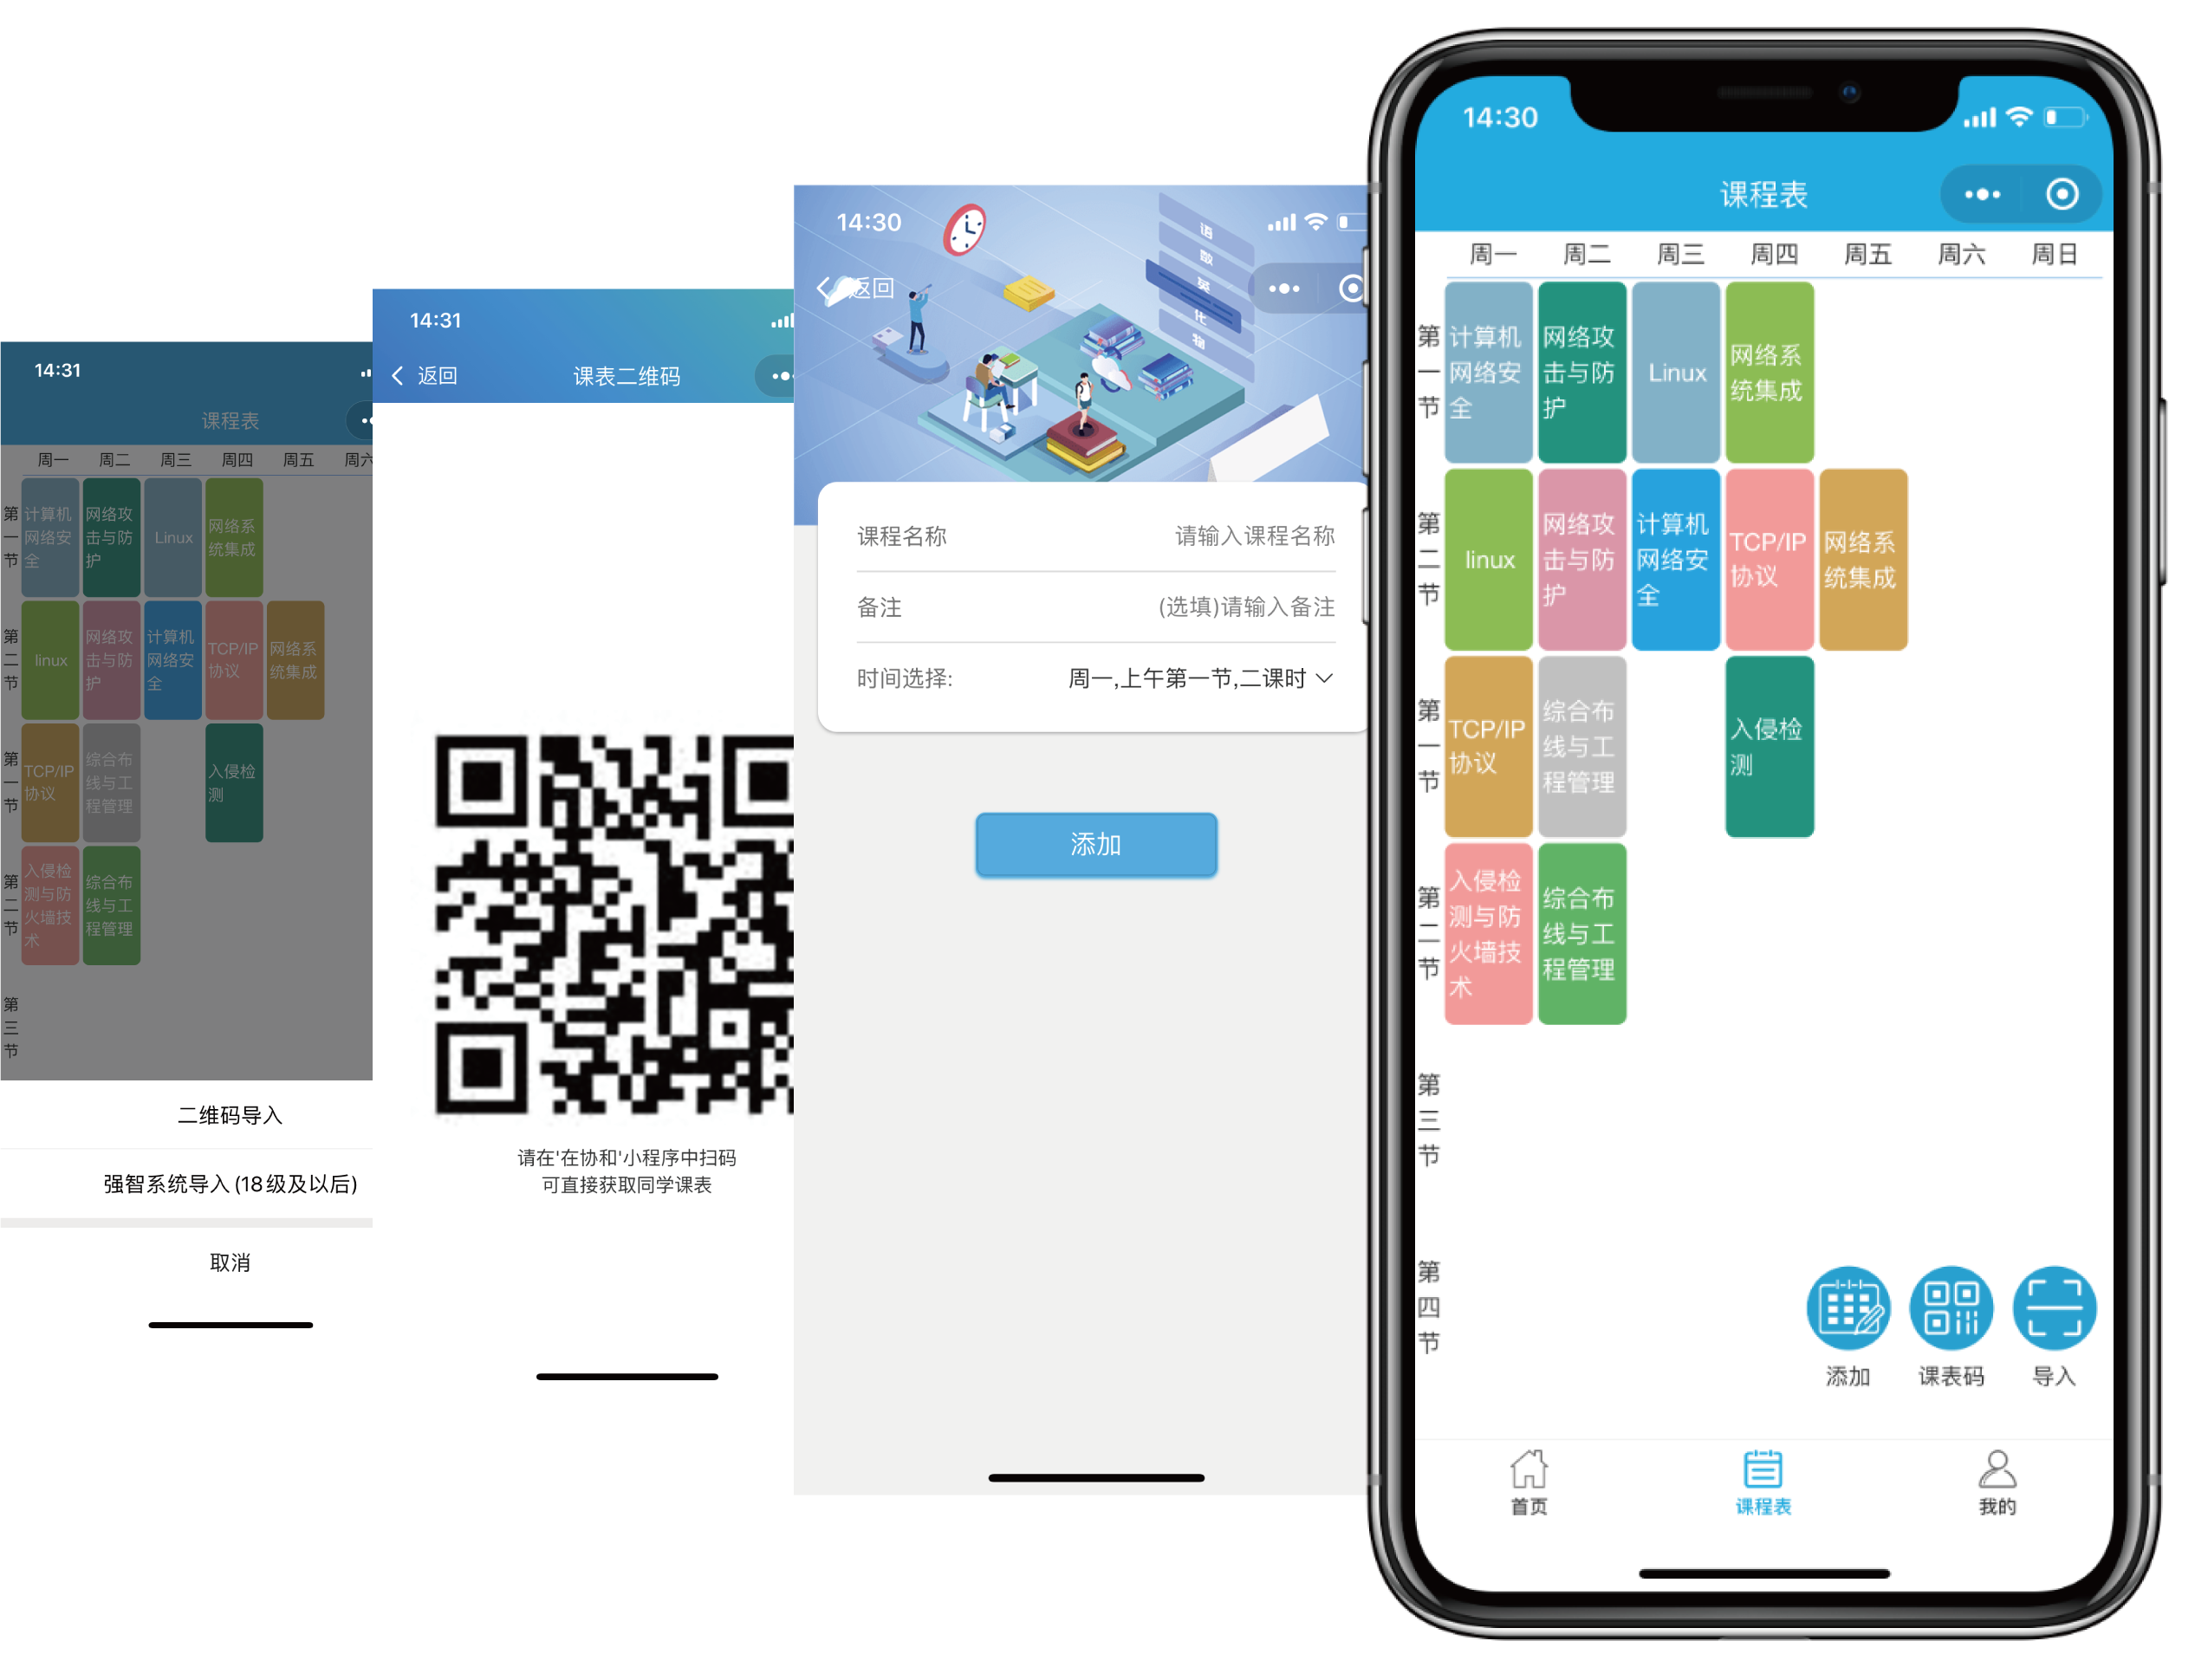 14:31
课程表
周一 周二 周三 周四 周五 周六
第一节
计算机网络安全
网络攻击与防护
Linux
网络系统集成
第二节
linux
网络攻击与防护
计算机网络安全
TCP/IP协议
网络系统集成
第一节
TCP/IP协议
综合布线与工程管理
入侵检测
第二节
入侵检测与防火墙技术
综合布线与工程管理
第三节
二维码导入
强智系统导入(18级及以后)
取消
14:31
返回
课表二维码
请在'在协和'小程序中扫码
可直接获取同学课表
14:30
返回
语
数
英
化
物
课程名称 请输入课程名称
备注 (选填)请输入备注
时间选择: 周一,上午第一节,二课时
添加
14:30
课程表
周一 周二 周三 周四 周五 周六 周日
第一节
计算机网络安全
网络攻击与防护
Linux
网络系统集成
第二节
linux
网络攻击与防护
计算机网络安全
TCP/IP协议
网络系统集成
第一节
TCP/IP协议
综合布线与工程管理
入侵检测
第二节
入侵检测与防火墙技术
综合布线与工程管理
第三节
第四节
添加 课表码 导入
首页 课程表 我的